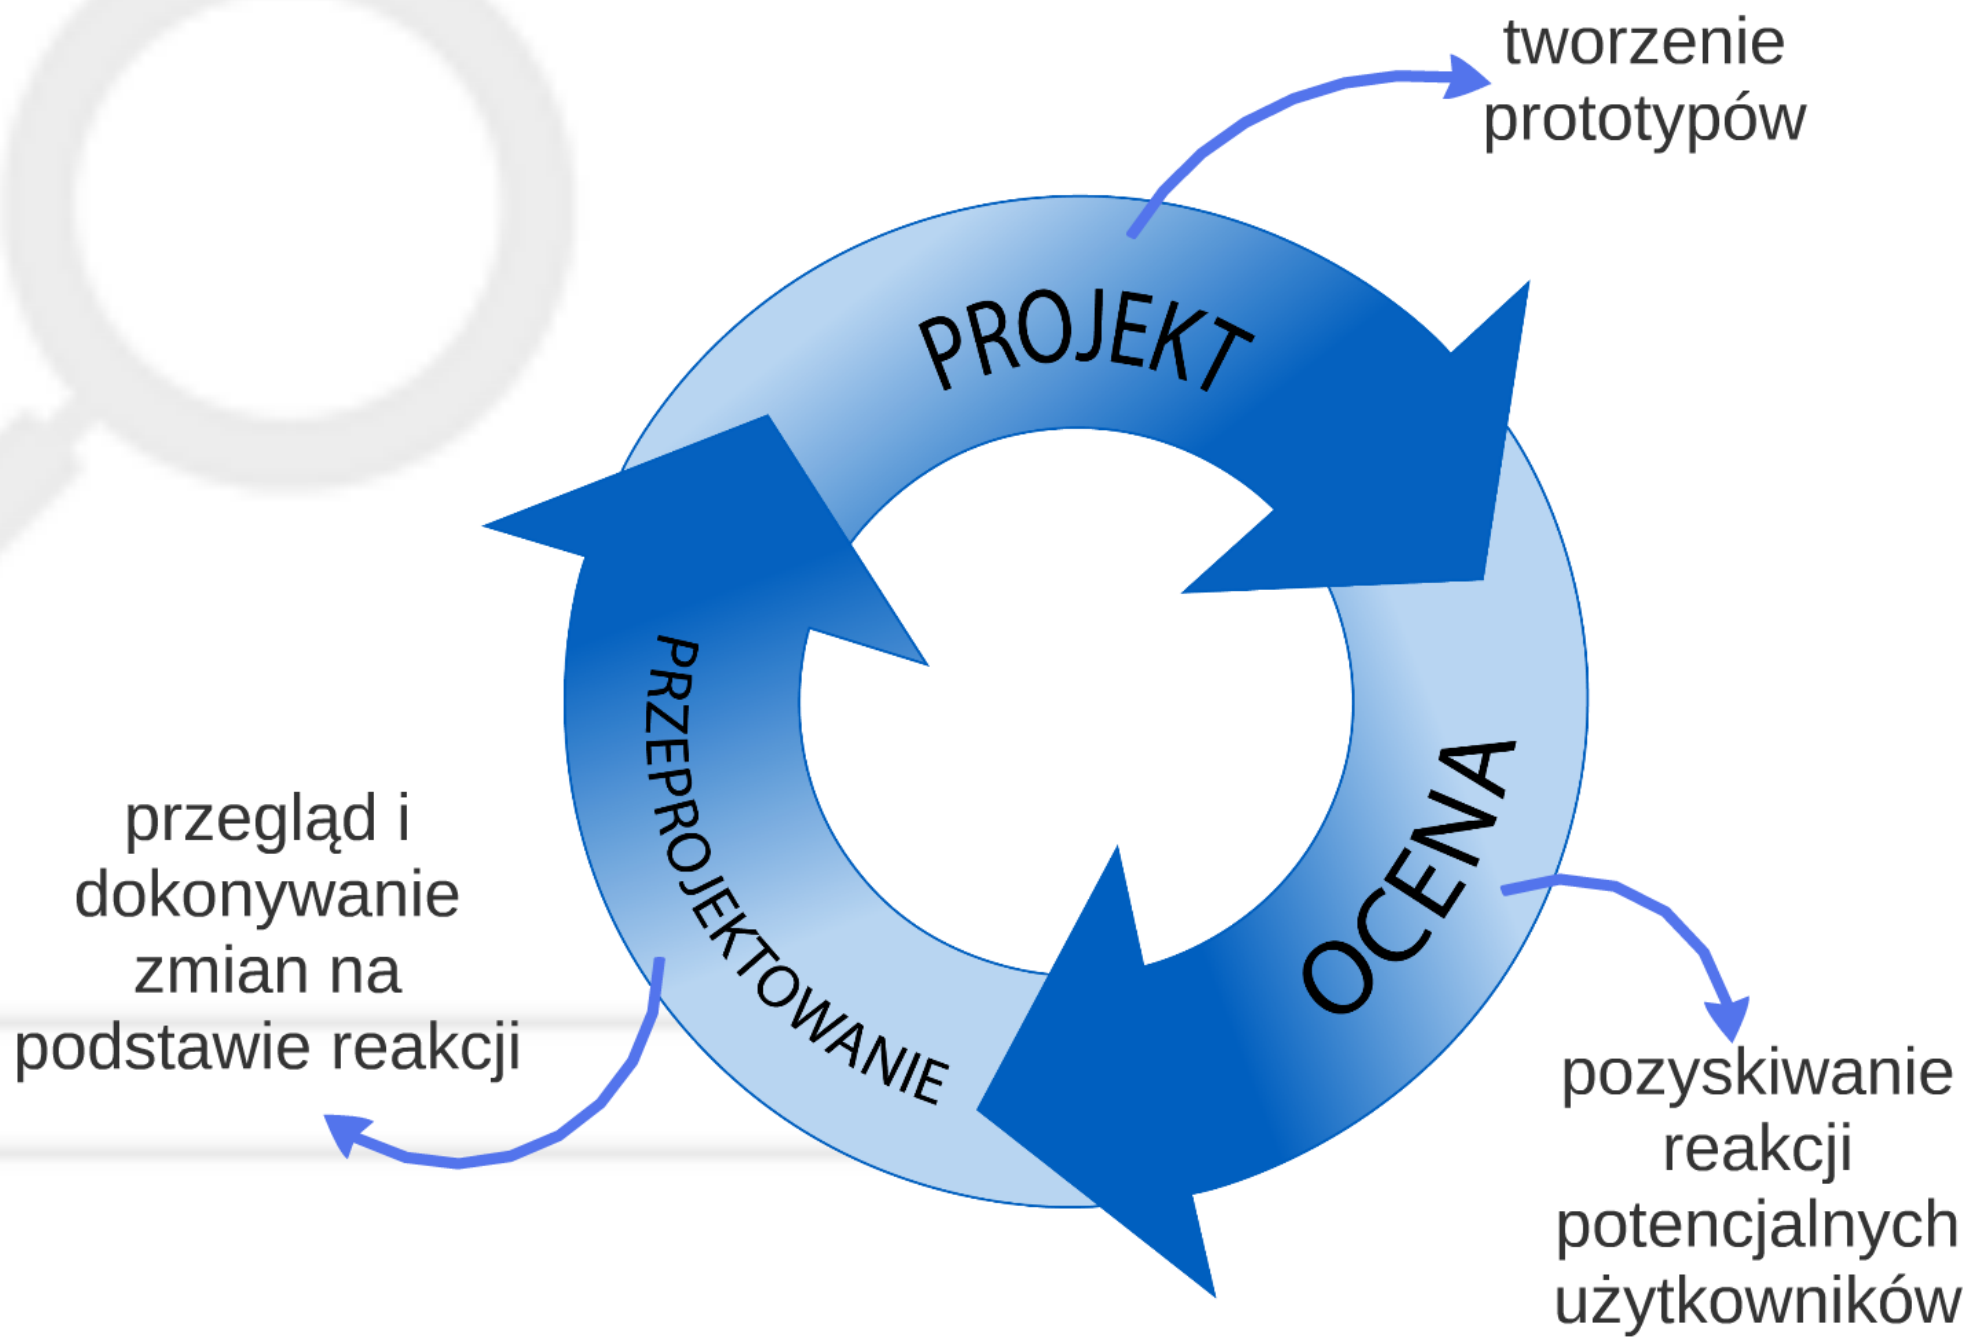 tworzenie
prototypów
PROJEKT
OCENA
pozyskiwanie
reakcji
potencjalnych
użytkowników
PRZEPROJEKTOWANIE
przegląd i
dokonywanie
zmian na
podstawie reakcji